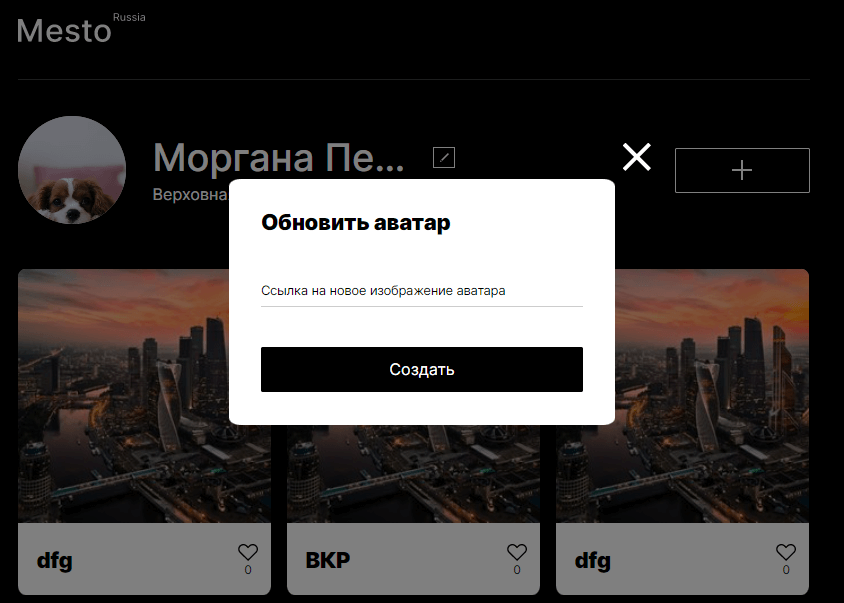 Mesto Russia
Моргана Пе...
Верховна
Обновить аватар
Ссылка на новое изображение аватара
Создать
dfg
0
ВКР
0
dfg
0